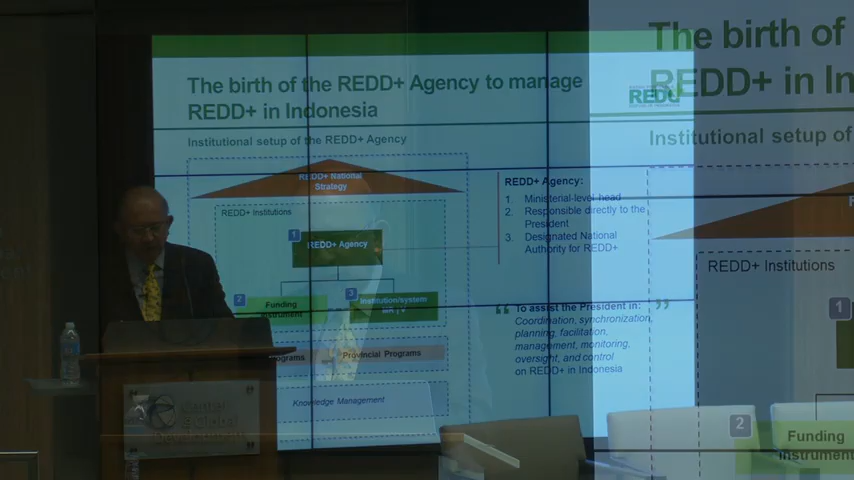 The birth of the REDD+ Agency to manage
REDD+ in Indonesia
Institutional setup of the REDD+ Agency
REDD+ National
Strategy
REDD+ Institutions
1
REDD+ Agency
2
Funding
Instrument
3
Institution/system
Provincial Programs
Knowledge Management
REDD+ Agency:
1. Ministerial-level head
2. Responsible directly to the
President
3. Designated National
Authority for REDD+
“ To assist the President in: ”
Coordination, synchronization,
planning, facilitation,
management, monitoring,
oversight, and control
on REDD+ in Indonesia
The birth of
REDD+ in In
Institutional setup of
REDD+ Institutions
1
2
Funding
Instrument